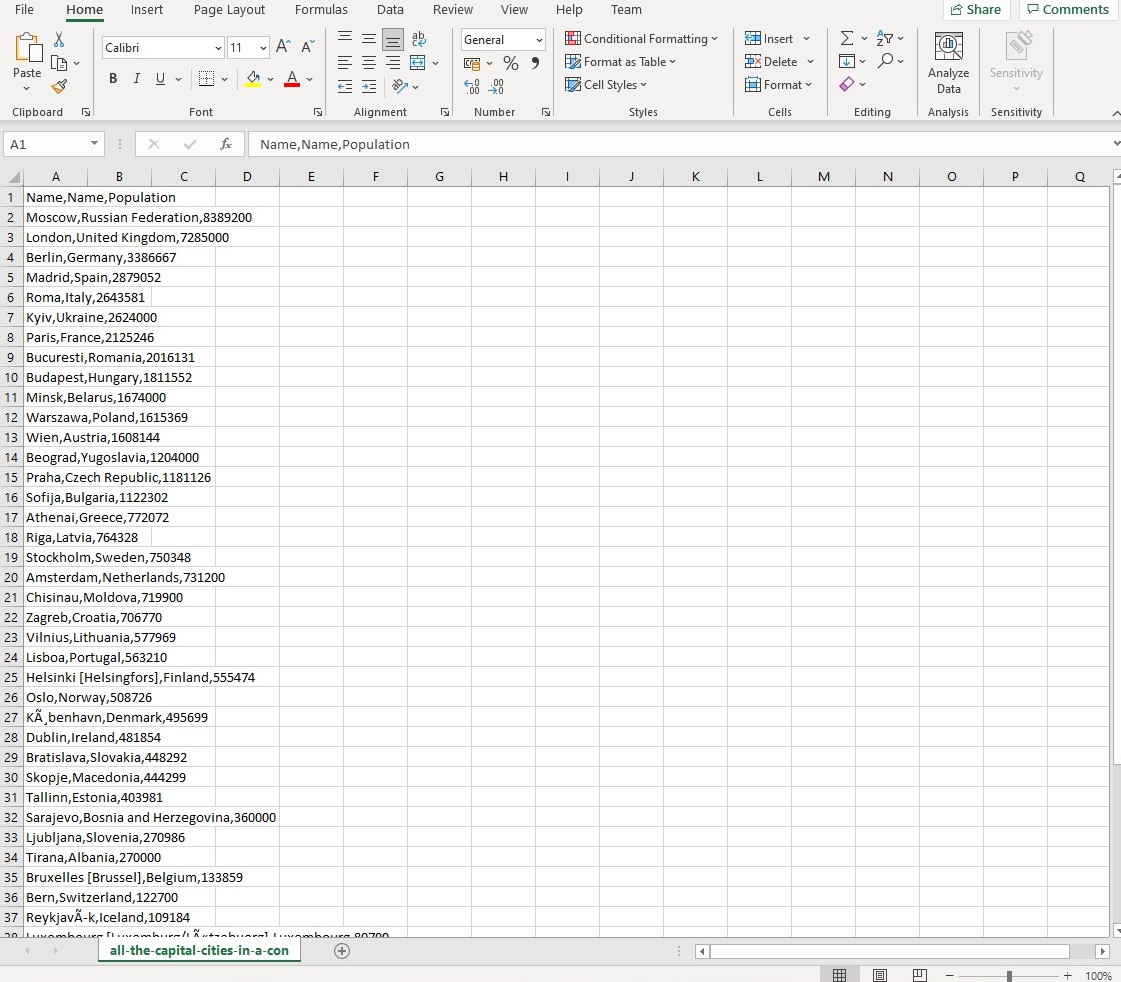 File Home Insert Page Layout Formulas Data Review View Help Team Share Comments
Calibri 11 General Conditional Formatting Insert
Paste B I U Format as Table Delete Analyze Data Sensitivity
Cell Styles Format
Clipboard Font Alignment Number Styles Cells Editing Analysis Sensitivity
A1 fx Name,Name,Population
A B C D E F G H I J K L M N O P Q
1 Name,Name,Population
2 Moscow,Russian Federation,8389200
3 London,United Kingdom,7285000
4 Berlin,Germany,3386667
5 Madrid,Spain,2879052
6 Roma,Italy,2643581
7 Kyiv,Ukraine,2624000
8 Paris,France,2125246
9 Bucuresti,Romania,2016131
10 Budapest,Hungary,1811552
11 Minsk,Belarus,1674000
12 Warszawa,Poland,1615369
13 Wien,Austria,1608144
14 Beograd,Yugoslavia,1204000
15 Praha,Czech Republic,1181126
16 Sofija,Bulgaria,1122302
17 Athenai,Greece,772072
18 Riga,Latvia,764328
19 Stockholm,Sweden,750348
20 Amsterdam,Netherlands,731200
21 Chisinau,Moldova,719900
22 Zagreb,Croatia,706770
23 Vilnius,Lithuania,577969
24 Lisboa,Portugal,563210
25 Helsinki [Helsingfors],Finland,555474
26 Oslo,Norway,508726
27 KÃ¸benhavn,Denmark,495699
28 Dublin,Ireland,481854
29 Bratislava,Slovakia,448292
30 Skopje,Macedonia,444299
31 Tallinn,Estonia,403981
32 Sarajevo,Bosnia and Herzegovina,360000
33 Ljubljana,Slovenia,270986
34 Tirana,Albania,270000
35 Bruxelles [Brussel],Belgium,133859
36 Bern,Switzerland,122700
37 ReykjavÃ-k,Iceland,109184
38 Luxembourg [Luxemburg/LÃ«tzebuerg],Luxembourg,80700
all-the-capital-cities-in-a-con
100%